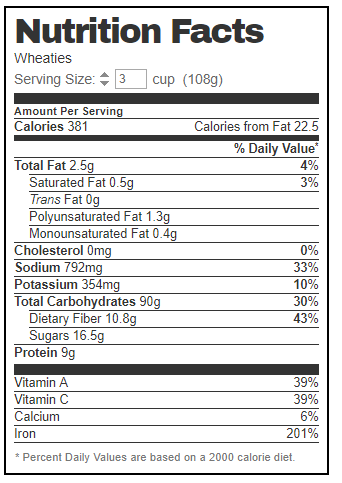 Nutrition Facts
Wheaties
Serving Size: 3 cup (108g)
Amount Per Serving
Calories 381 Calories from Fat 22.5
% Daily Value*
Total Fat 2.5g 4%
Saturated Fat 0.5g 3%
Trans Fat 0g
Polyunsaturated Fat 1.3g
Monounsaturated Fat 0.4g
Cholesterol 0mg 0%
Sodium 792mg 33%
Potassium 354mg 10%
Total Carbohydrates 90g 30%
Dietary Fiber 10.8g 43%
Sugars 16.5g
Protein 9g
Vitamin A 39%
Vitamin C 39%
Calcium 6%
Iron 201%
* Percent Daily Values are based on a 2000 calorie diet.